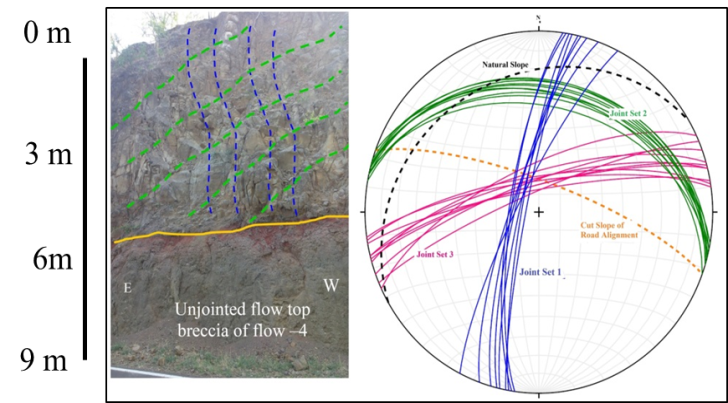 0 m
3 m
6m
9 m
E
W
Unjointed flow top
breccia of flow –4
N
Natural Slope
Joint Set 2
Cut Slope of
Road Alignment
Joint Set 3
Joint Set 1